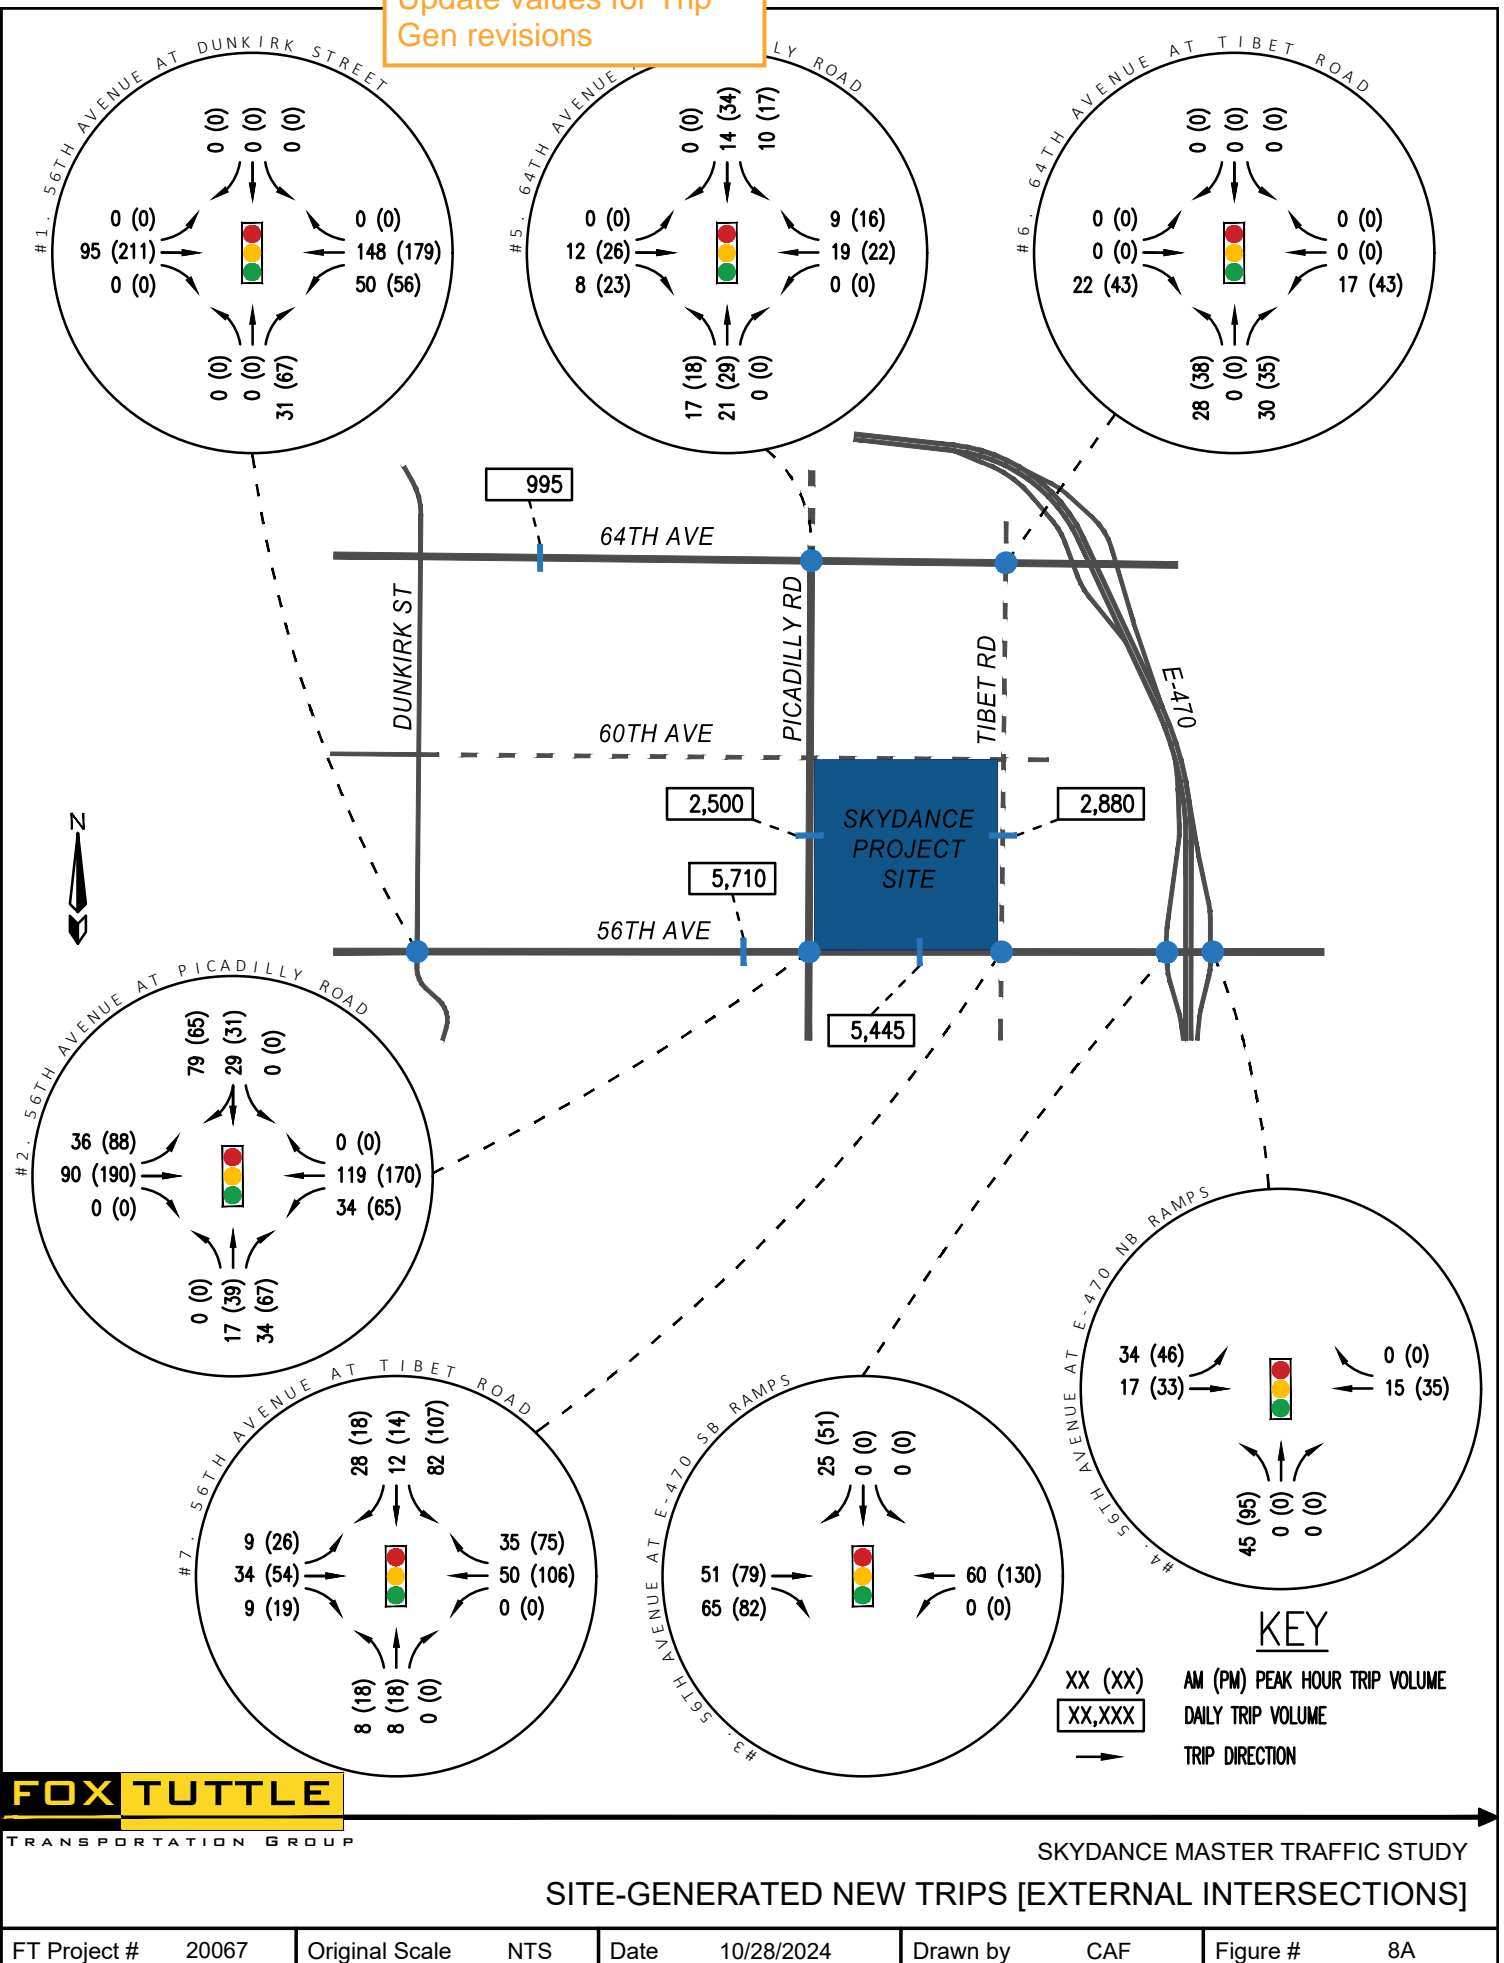 Update values for Trip
Gen revisions
#1. 56TH AVENUE AT DUNKIRK STREET
0 (0)
0 (0)
0 (0)
0 (0)
95 (211)
0 (0)
0 (0)
148 (179)
50 (56)
0 (0)
0 (0)
31 (67)
#5. 64TH AVENUE LY ROAD
0 (0)
14 (34)
10 (17)
0 (0)
12 (26)
8 (23)
9 (16)
19 (22)
0 (0)
17 (18)
21 (29)
0 (0)
#6. 64TH AVENUE AT TIBET ROAD
0 (0)
0 (0)
0 (0)
0 (0)
0 (0)
22 (43)
0 (0)
0 (0)
17 (43)
28 (38)
0 (0)
30 (35)
995
64TH AVE
DUNKIRK ST
PICADILLY RD
TIBET RD
E-470
60TH AVE
2,500
2,880
SKYDANCE
PROJECT
SITE
N
5,710
56TH AVE
5,445
#2. 56TH AVENUE AT PICADILLY ROAD
79 (65)
29 (31)
0 (0)
36 (88)
90 (190)
0 (0)
0 (0)
119 (170)
34 (65)
0 (0)
17 (39)
34 (67)
#7. 56TH AVENUE AT TIBET ROAD
28 (18)
12 (14)
82 (107)
9 (26)
34 (54)
9 (19)
35 (75)
50 (106)
0 (0)
8 (18)
8 (18)
0 (0)
#3. 56TH AVENUE AT E-470 SB RAMPS
25 (51)
0 (0)
0 (0)
51 (79)
65 (82)
60 (130)
0 (0)
#4. 56TH AVENUE AT E-470 NB RAMPS
34 (46)
17 (33)
0 (0)
15 (35)
45 (95)
0 (0)
0 (0)
KEY
XX (XX) AM (PM) PEAK HOUR TRIP VOLUME
XX,XXX DAILY TRIP VOLUME
TRIP DIRECTION
FOX TUTTLE
TRANSPORTATION GROUP
SKYDANCE MASTER TRAFFIC STUDY
SITE-GENERATED NEW TRIPS [EXTERNAL INTERSECTIONS]
FT Project # 20067 Original Scale NTS Date 10/28/2024 Drawn by CAF Figure # 8A